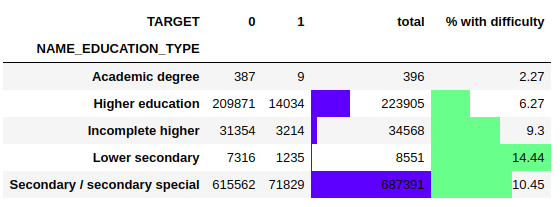 TARGET 0 1 total % with difficulty
NAME_EDUCATION_TYPE
Academic degree 387 9 396 2.27
Higher education 209871 14034 223905 6.27
Incomplete higher 31354 3214 34568 9.3
Lower secondary 7316 1235 8551 14.44
Secondary / secondary special 615562 71829 687391 10.45